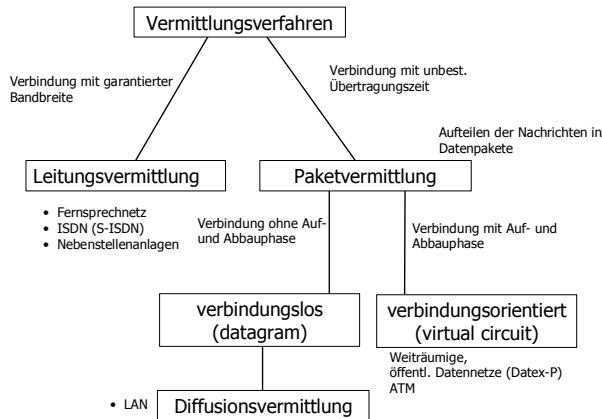 Vermittlungsverfahren
Verbindung mit garantierter
Bandbreite
Verbindung mit unbest.
Übertragungszeit
Aufteilen der Nachrichten in
Datenpakete
Leitungsvermittlung
Paketvermittlung
• Fernsprechnetz
• ISDN (S-ISDN)
• Nebenstellenanlagen
Verbindung ohne Auf-
und Abbauphase
Verbindung mit Auf- und
Abbauphase
verbindungslos
(datagram)
verbindungsorientiert
(virtual circuit)
Weiträumige,
öffentl. Datennetze (Datex-P)
ATM
• LAN
Diffusionsvermittlung